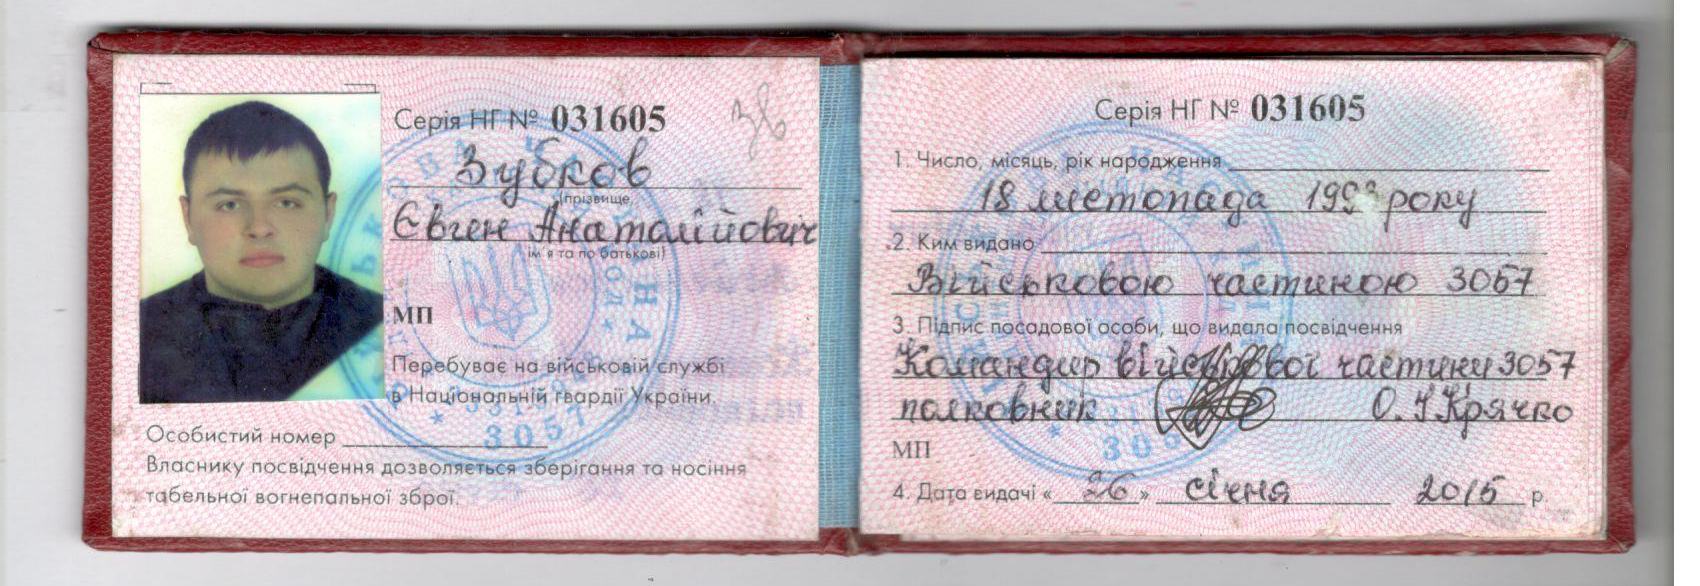 Серія НГ № 031605
Зубков
(прізвище,
Євген Анатолійович
ім'я та по батькові)
МП
Перебуває на військовій службі
в Національній гвардії України.
Особистий номер
Власнику посвідчення дозволяється зберігання та носіння
табельної вогнепальної зброї.
3057
Серія НГ № 031605
1. Число, місяць, рік народження
18 листопада року
2. Ким видано
Військовою частиною 3057
3. Підпис посадової особи, що видала посвідчення
Командир військової частини 3057
полковник О. Крячко
МП
4. Дата видачі « 26 » січня 2015 р.